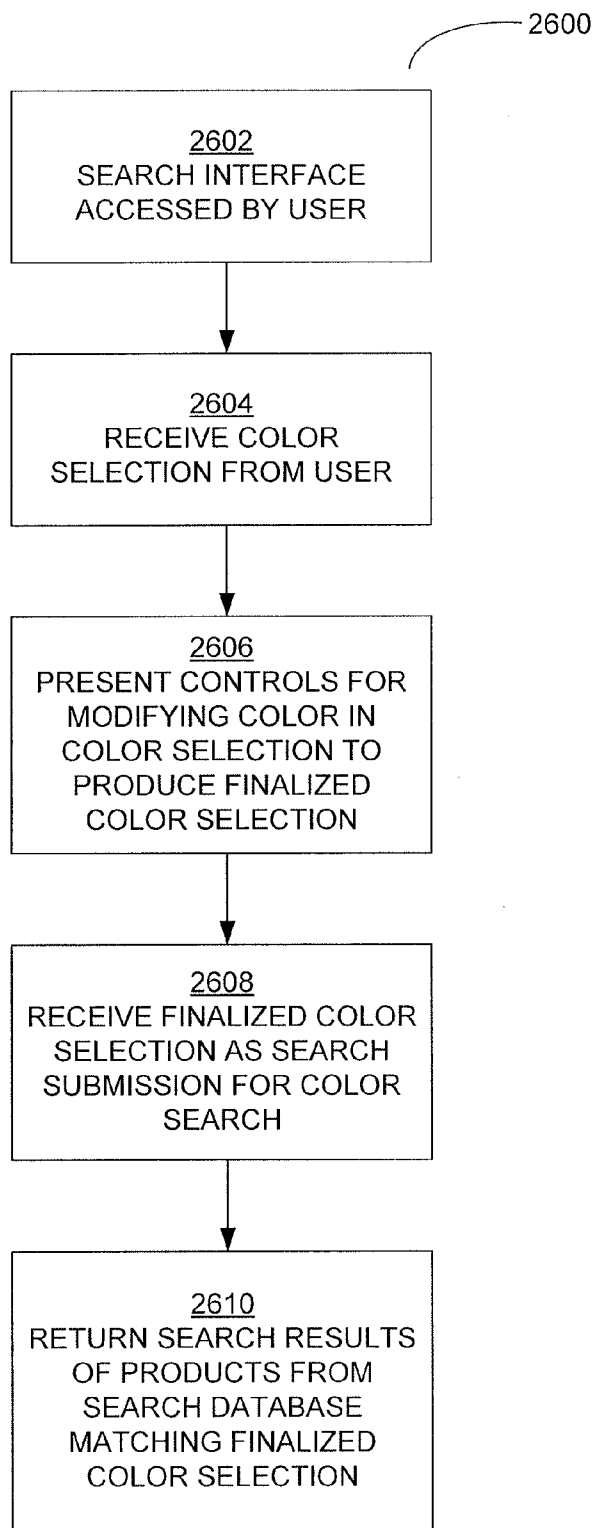 2600
2602
SEARCH INTERFACE
ACCESSED BY USER
2604
RECEIVE COLOR
SELECTION FROM USER
2606
PRESENT CONTROLS FOR
MODIFYING COLOR IN
COLOR SELECTION TO
PRODUCE FINALIZED
COLOR SELECTION
2608
RECEIVE FINALIZED COLOR
SELECTION AS SEARCH
SUBMISSION FOR COLOR
SEARCH
2610
RETURN SEARCH RESULTS
OF PRODUCTS FROM
SEARCH DATABASE
MATCHING FINALIZED
COLOR SELECTION